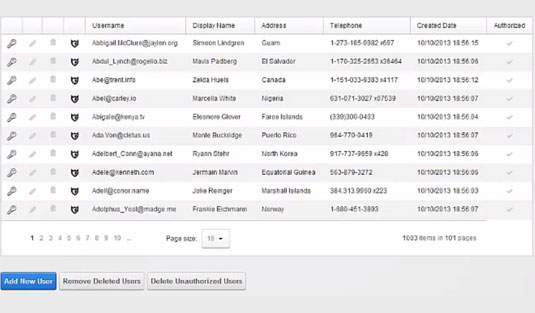 Username Display Name Address Telephone Created Date Authorized
Abbigail.McClure@jaylen.org Simeon Lindgren Guam 1-273-185-9982 x687 10/10/2013 18:56:15
Abdul_Lynch@rogelio.biz Mavis Padberg El Salvador 1-170-325-2653 x36464 10/10/2013 18:56:06
Abe@trent.info Zelda Huels Canada 1-151-033-9383 x4117 10/10/2013 18:56:12
Abel@carley.io Marcella White Nigeria 631-071-3027 x07539 10/10/2013 18:56:07
Abigale@kenya.tv Eleonore Glover Faroe Islands (339)300-0403 10/10/2013 18:56:04
Ada.Von@cletus.us Monte Buckridge Puerto Rico 964-770-0419 10/10/2013 18:56:07
Adelbert_Conn@ayana.net Ryann Stehr North Korea 917-737-9659 x428 10/10/2013 18:56:06
Adele@kenneth.com Jermain Marvin Equatorial Guinea 563-879-3272 10/10/2013 18:56:06
Adell@conor.name Jolie Reinger Marshall Islands 384.313.9990 x223 10/10/2013 18:56:03
Adolphus_Yost@madge.me Frankie Eichmann Norway 1-680-451-3893 10/10/2013 18:56:07
1 2 3 4 5 6 7 8 9 10 ... Page size: 10 1003 items in 101 pages
Add New User Remove Deleted Users Delete Unauthorized Users